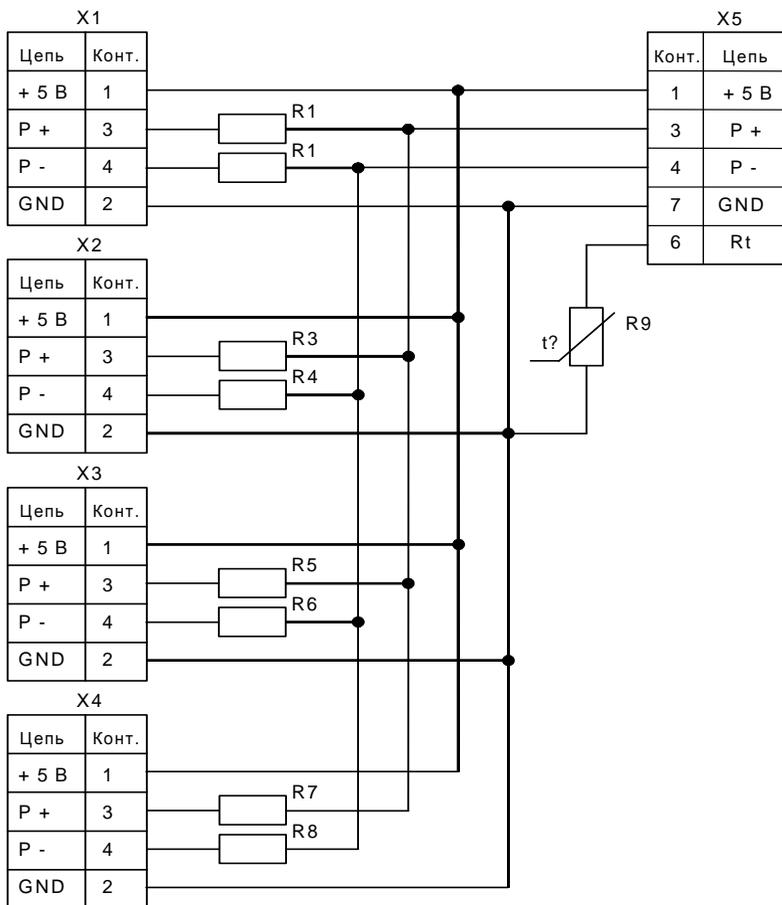 X1
Цепь Конт.
+ 5 В 1
P + 3
P - 4
GND 2
R1
R1
X5
Конт. Цепь
1 + 5 В
3 P +
4 P -
7 GND
6 Rt
t?
R9
X2
Цепь Конт.
+ 5 В 1
P + 3
P - 4
GND 2
R3
R4
X3
Цепь Конт.
+ 5 В 1
P + 3
P - 4
GND 2
R5
R6
X4
Цепь Конт.
+ 5 В 1
P + 3
P - 4
GND 2
R7
R8